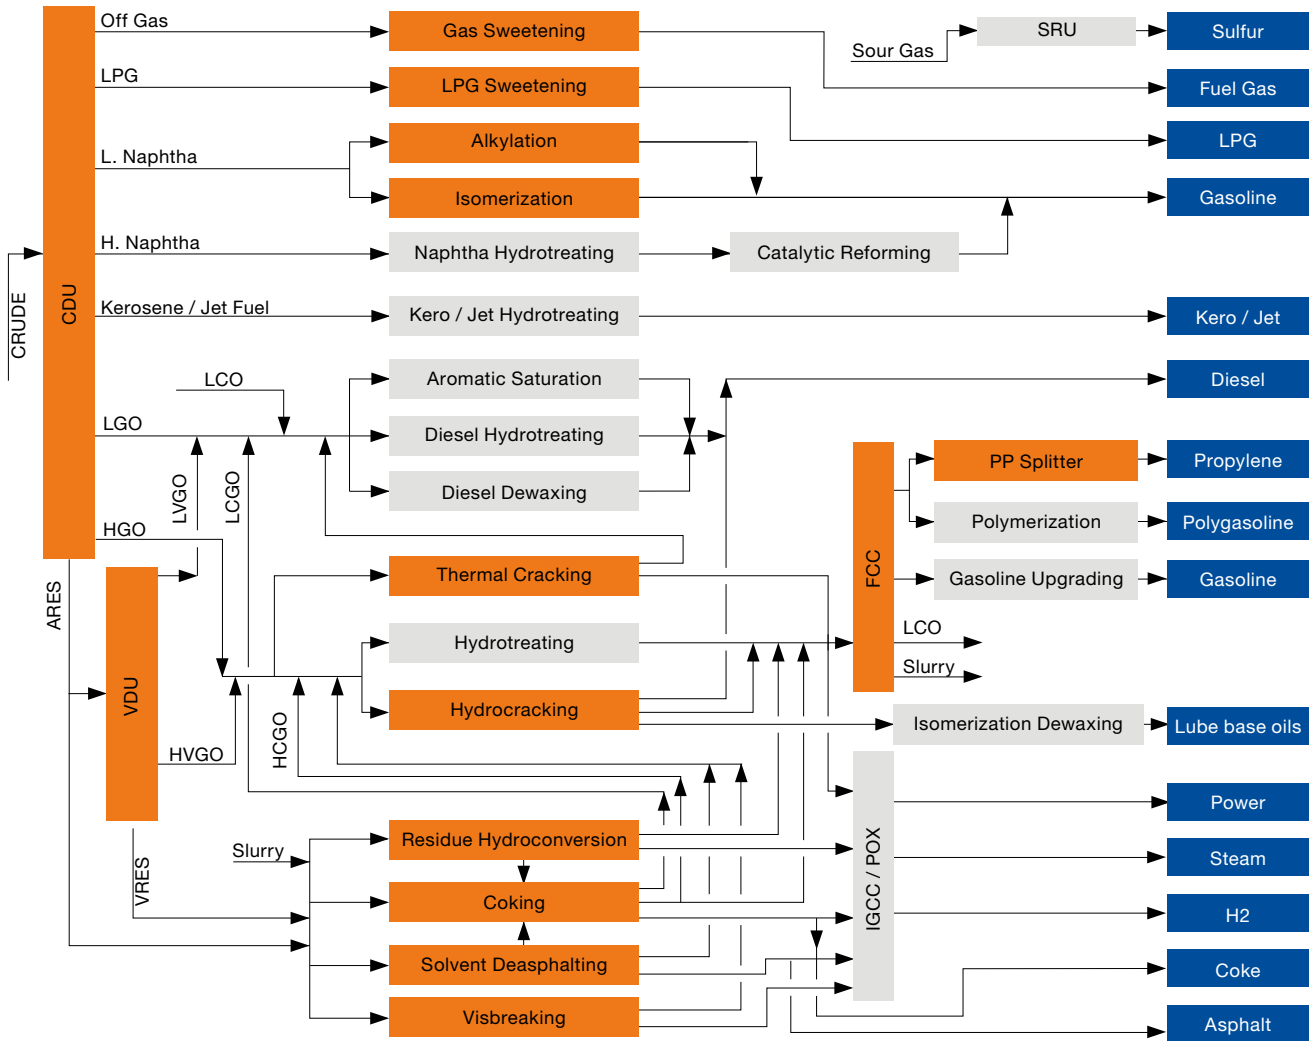 Off Gas
Gas Sweetening
Sour Gas
SRU
Sulfur
LPG
LPG Sweetening
Fuel Gas
L. Naphtha
Alkylation
LPG
Isomerization
Gasoline
H. Naphtha
Naphtha Hydrotreating
Catalytic Reforming
CRUDE
CDU
Kerosene / Jet Fuel
Kero / Jet Hydrotreating
Kero / Jet
LCO
Aromatic Saturation
Diesel
LGO
Diesel Hydrotreating
LVGO
LCGO
Diesel Dewaxing
PP Splitter
Propylene
HGO
Polymerization
Polygasoline
ARES
Thermal Cracking
FCC
Gasoline Upgrading
Gasoline
Hydrotreating
LCO
Slurry
VDU
Hydrocracking
Isomerization Dewaxing
Lube base oils
HVGO
HCGO
Power
Slurry
Residue Hydroconversion
IGCC / POX
Steam
VRES
Coking
H2
Solvent Deasphalting
Coke
Visbreaking
Asphalt